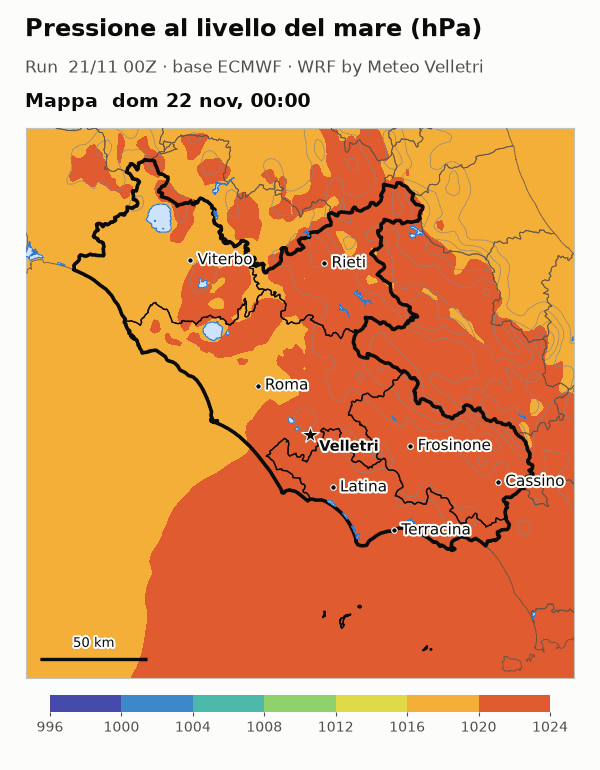 Pressione al livello del mare (hPa)
Run  21/11 00Z · base ECMWF · WRF by Meteo Velletri
Mappa  dom 22 nov, 00:00
Viterbo
Rieti
Roma
Velletri
Frosinone
Latina
Cassino
Terracina
50 km
996 1000 1004 1008 1012 1016 1020 1024